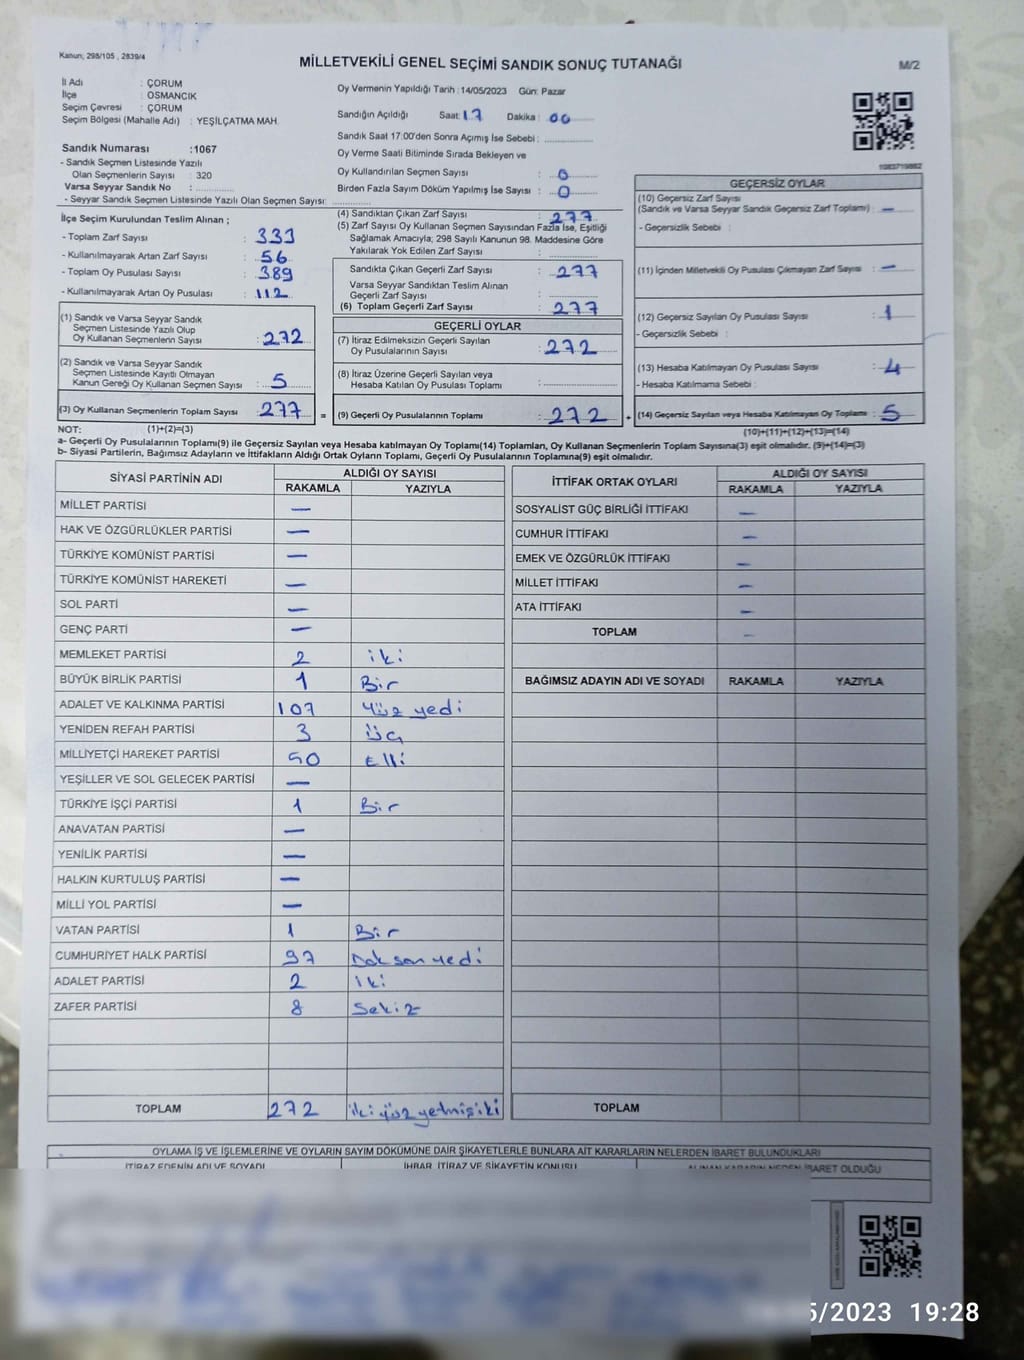 Kanun; 298/105 , 2839/4
MİLLETVEKİLİ GENEL SEÇİMİ SANDIK SONUÇ TUTANAĞI
M/2
İl Adı : ÇORUM
İlçe : OSMANCIK
Seçim Çevresi : ÇORUM
Seçim Bölgesi (Mahalle Adı) : YEŞİLÇATMA MAH.
Sandık Numarası :1067
- Sandık Seçmen Listesinde Yazılı
Olan Seçmenlerin Sayısı : 320
Varsa Seyyar Sandık No :
- Seyyar Sandık Seçmen Listesinde Yazılı Olan Seçmen Sayısı:
Oy Vermenin Yapıldığı Tarih : 14/05/2023 Gün: Pazar
Sandığın Açıldığı Saat: 17 Dakika : 00
Sandık Saat 17:00'den Sonra Açımış İse Sebebi :
Oy Verme Saati Bitiminde Sırada Bekleyen ve
Oy Kullandırılan Seçmen Sayısı : 0
Birden Fazla Sayım Döküm Yapılmış İse Sayısı : 0
1083719862
İlçe Seçim Kurulundan Teslim Alınan ;
- Toplam Zarf Sayısı : 333
- Kullanılmayarak Artan Zarf Sayısı : 56
- Toplam Oy Pusulası Sayısı : 389
- Kullanılmayarak Artan Oy Pusulası : 112
(1) Sandık ve Varsa Seyyar Sandık
Seçmen Listesinde Yazılı Olup
Oy Kullanan Seçmenlerin Sayısı : 272
(2) Sandık ve Varsa Seyyar Sandık
Seçmen Listesinde Kayıtlı Olmayan
Kanun Gereği Oy Kullanan Seçmen Sayısı : 5
(3) Oy Kullanan Seçmenlerin Toplam Sayısı : 277 =
(4) Sandıktan Çıkan Zarf Sayısı : 277
(5) Zarf Sayısı Oy Kullanan Seçmen Sayısından Fazla İse, Eşitliği
Sağlamak Amacıyla; 298 Sayılı Kanunun 98. Maddesine Göre
Yakılarak Yok Edilen Zarf Sayısı :
Sandıkta Çıkan Geçerli Zarf Sayısı : 277
Varsa Seyyar Sandıktan Teslim Alınan
Geçerli Zarf Sayısı :
(6) Toplam Geçerli Zarf Sayısı : 277
GEÇERLİ OYLAR
(7) İtiraz Edilmeksizin Geçerli Sayılan
Oy Pusulalarının Sayısı : 272
(8) İtiraz Üzerine Geçerli Sayılan veya
Hesaba Katılan Oy Pusulası Toplamı :
(9) Geçerli Oy Pusulalarının Toplamı : 272 +
GEÇERSİZ OYLAR
(10) Geçersiz Zarf Sayısı
(Sandık ve Varsa Seyyar Sandık Geçersiz Zarf Toplamı) : –
- Geçersizlik Sebebi :
(11) İçinden Milletvekili Oy Pusulası Çıkmayan Zarf Sayısı : –
(12) Geçersiz Sayılan Oy Pusulası Sayısı : 1
- Geçersizlik Sebebi :
(13) Hesaba Katılmayan Oy Pusulası Sayısı : 4
- Hesaba Katılmama Sebebi :
(14) Geçersiz Sayılan veya Hesaba Katılmayan Oy Toplamı : 5
NOT: (1)+(2)=(3) (10)+(11)+(12)+(13)=(14)
a- Geçerli Oy Pusulalarının Toplamı(9) ile Geçersiz Sayılan veya Hesaba katılmayan Oy Toplamı(14) Toplamları, Oy Kullanan Seçmenlerin Toplam Sayısına(3) eşit olmalıdır. (9)+(14)=(3)
b- Siyasi Partilerin, Bağımsız Adayların ve İttifakların Aldığı Ortak Oyların Toplamı, Geçerli Oy Pusulalarının Toplamına(9) eşit olmalıdır.
SİYASİ PARTİNİN ADI ALDIĞI OY SAYISI
RAKAMLA YAZIYLA
MİLLET PARTİSİ –
HAK VE ÖZGÜRLÜKLER PARTİSİ –
TÜRKİYE KOMÜNİST PARTİSİ –
TÜRKİYE KOMÜNİST HAREKETİ –
SOL PARTİ –
GENÇ PARTİ –
MEMLEKET PARTİSİ 2 iki
BÜYÜK BİRLİK PARTİSİ 1 Bir
ADALET VE KALKINMA PARTİSİ 107 Yüz yedi
YENİDEN REFAH PARTİSİ 3 üç
MİLLİYETÇİ HAREKET PARTİSİ 50 Elli
YEŞİLLER VE SOL GELECEK PARTİSİ –
TÜRKİYE İŞÇİ PARTİSİ 1 Bir
ANAVATAN PARTİSİ –
YENİLİK PARTİSİ –
HALKIN KURTULUŞ PARTİSİ –
MİLLİ YOL PARTİSİ –
VATAN PARTİSİ 1 Bir
CUMHURİYET HALK PARTİSİ 97 Doksan yedi
ADALET PARTİSİ 2 İki
ZAFER PARTİSİ 8 Sekiz
TOPLAM 272 iki yüz yetmişiki
İTTİFAK ORTAK OYLARI ALDIĞI OY SAYISI
RAKAMLA YAZIYLA
SOSYALİST GÜÇ BİRLİĞİ İTTİFAKI –
CUMHUR İTTİFAKI –
EMEK VE ÖZGÜRLÜK İTTİFAKI –
MİLLET İTTİFAKI –
ATA İTTİFAKI –
TOPLAM –
BAĞIMSIZ ADAYIN ADI VE SOYADI RAKAMLA YAZIYLA
TOPLAM
OYLAMA İŞ VE İŞLEMLERİNE VE OYLARIN SAYIM DÖKÜMÜNE DAİR ŞİKAYETLERLE BUNLARA AİT KARARLARIN NELERDEN İBARET BULUNDUKLARI
İTİRAZ EDENİN ADI VE SOYADI İHBAR, İTİRAZ VE ŞİKAYETİN KONUSU ALINAN KARARIN NEDEN İBARET OLDUĞU
5/2023 19:28